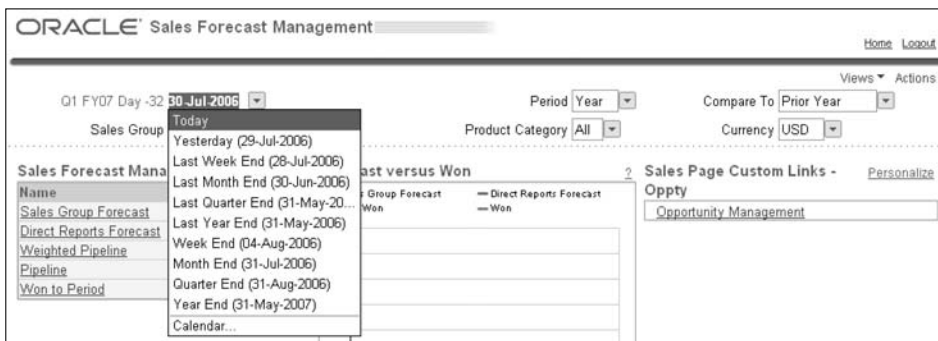 ORACLE Sales Forecast Management
Home Logout
Views Actions
Q1 FY07 Day -32 30-Jul-2006 Period Year Compare To Prior Year
Sales Group Product Category All Currency USD
Today
Yesterday (29-Jul-2006)
Last Week End (28-Jul-2006)
Last Month End (30-Jun-2006)
Last Quarter End (31-May-20...
Last Year End (31-May-2006)
Week End (04-Aug-2006)
Month End (31-Jul-2006)
Quarter End (31-Aug-2006)
Year End (31-May-2007)
Calendar...
Sales Forecast Mana
Name
Sales Group Forecast
Direct Reports Forecast
Weighted Pipeline
Pipeline
Won to Period
ast versus Won ?
Group Forecast — Direct Reports Forecast
Won — Won
Sales Page Custom Links - Oppty Personalize
Opportunity Management